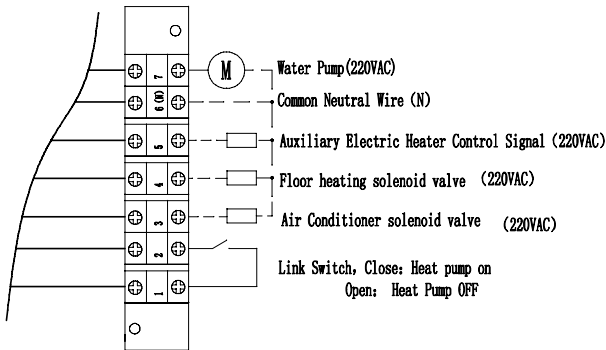 7 M Water Pump(220VAC)
6(N) Common Neutral Wire (N)
5 Auxiliary Electric Heater Control Signal (220VAC)
4 Floor heating solenoid valve (220VAC)
3 Air Conditioner solenoid valve (220VAC)
2
Link Switch, Close: Heat pump on
1 Open: Heat Pump OFF